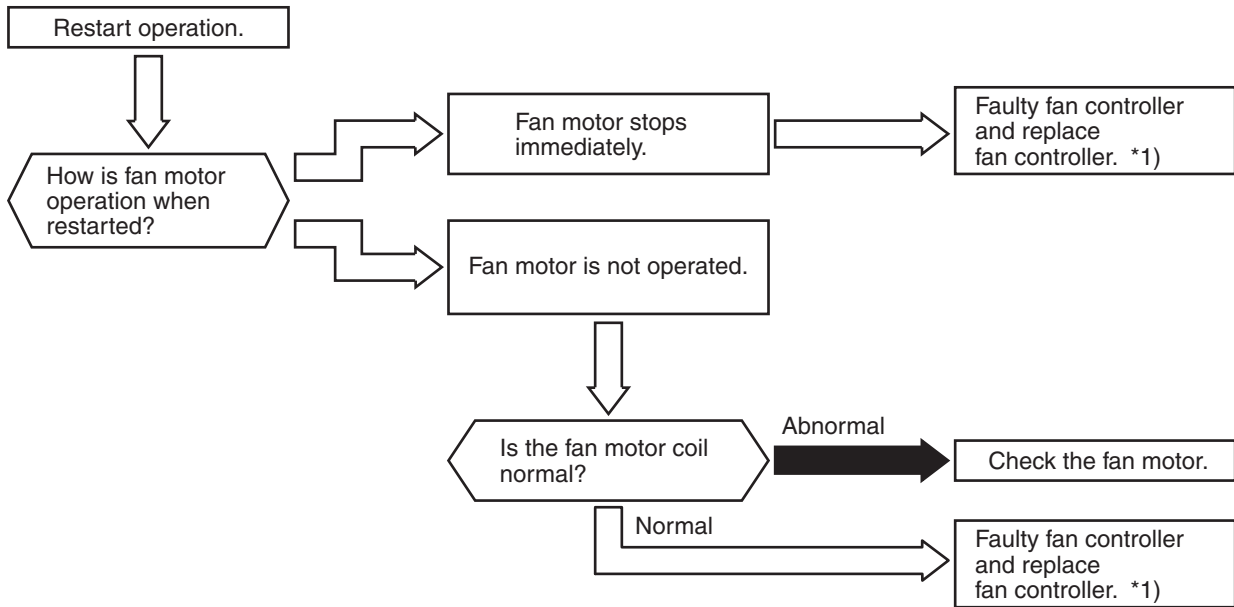 Restart operation.
How is fan motor
operation when
restarted?
Fan motor stops
immediately.
Faulty fan controller
and replace
fan controller. *1)
Fan motor is not operated.
Is the fan motor coil
normal?
Abnormal
Check the fan motor.
Normal
Faulty fan controller
and replace
fan controller. *1)